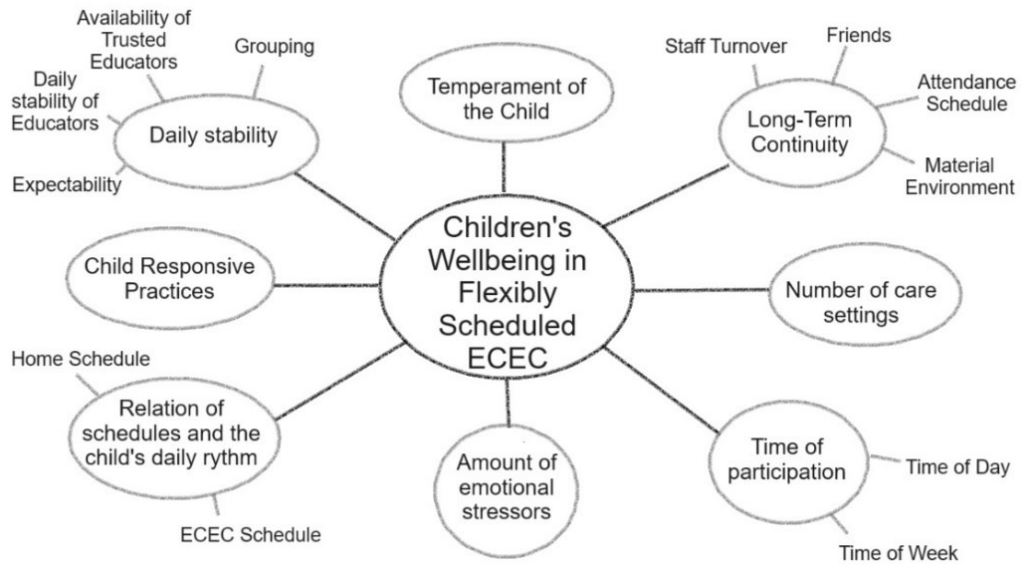 Availability of
Trusted
Educators
Grouping
Daily
stability of
Educators
Expectability
Daily stability
Temperament of
the Child
Staff Turnover
Friends
Attendance
Schedule
Material
Environment
Long-Term
Continuity
Children's
Wellbeing in
Flexibly
Scheduled
ECEC
Child Responsive
Practices
Number of care
settings
Home Schedule
Relation of
schedules and the
child's daily rythm
ECEC Schedule
Amount of
emotional
stressors
Time of
participation
Time of Day
Time of Week